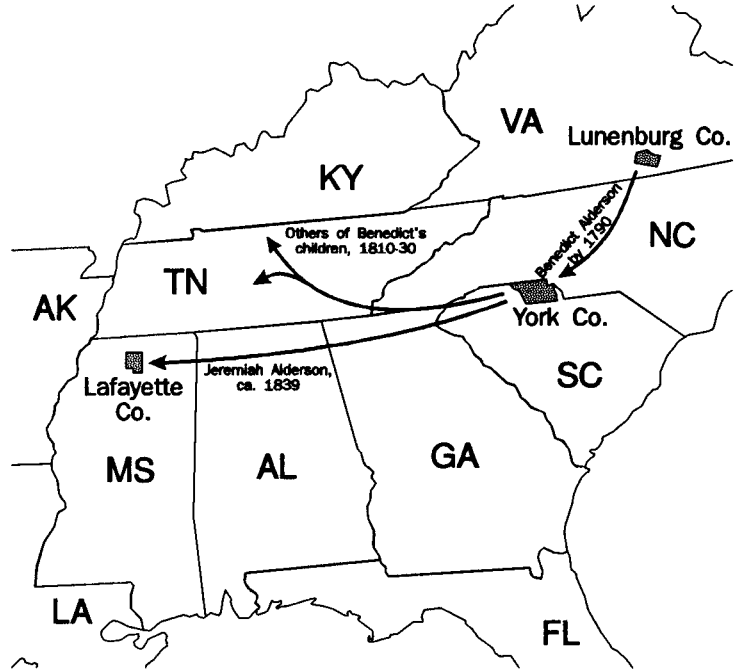 VA
Lunenburg Co.
KY
Benedict Alderson
by 1790
NC
Others of Benedict's
children, 1810-30
TN
AK
York Co.
Jeremiah Alderson,
ca. 1839
Lafayette
Co.
SC
MS
AL
GA
LA
FL